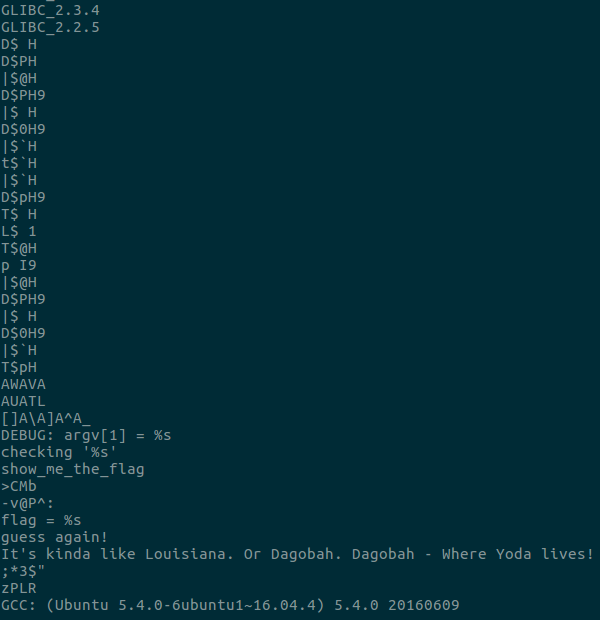 GLIBC_2.3.4
GLIBC_2.2.5
D$ H
D$PH
|$@H
D$PH9
|$ H
D$0H9
|$`H
t$`H
|$`H
D$pH9
T$ H
L$ 1
T$@H
p I9
|$@H
D$PH9
|$ H
D$0H9
|$`H
T$pH
AWAVA
AUATL
[]A\A]A^A_
DEBUG: argv[1] = %s
checking '%s'
show_me_the_flag
>CMb
-v@P^:
flag = %s
guess again!
It's kinda like Louisiana. Or Dagobah. Dagobah - Where Yoda lives!
;*3$"
zPLR
GCC: (Ubuntu 5.4.0-6ubuntu1~16.04.4) 5.4.0 20160609